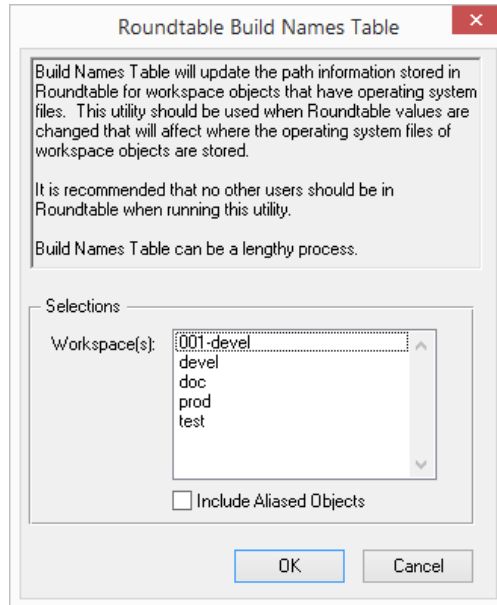 Roundtable Build Names Table
Build Names Table will update the path information stored in
Roundtable for workspace objects that have operating system
files.  This utility should be used when Roundtable values are
changed that will affect where the operating system files of
workspace objects are stored.
It is recommended that no other users should be in
Roundtable when running this utility.
Build Names Table can be a lengthy process.
Selections
Workspace(s):
001-devel
devel
doc
prod
test
Include Aliased Objects
OK
Cancel